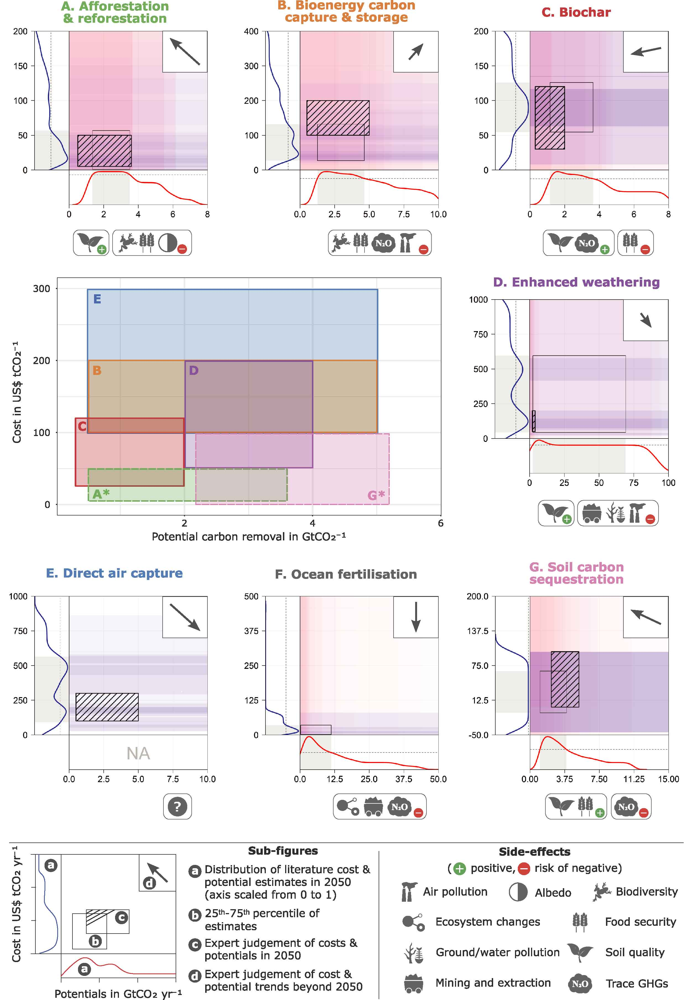 A. Afforestation
& reforestation
200
150
100
50
0
0 2 4 6 8
B. Bioenergy carbon
capture & storage
400
300
200
100
0
0.0 2.5 5.0 7.5 10.0
N₂O
C. Biochar
200
150
100
50
0
0 2 4 6 8
N₂O
Cost in US$ tCO₂⁻¹
300
200
100
0
E
B
D
C
A*
G*
2 4 6
Potential carbon removal in GtCO₂⁻¹
D. Enhanced weathering
1000
750
500
250
0
0 25 50 75 100
E. Direct air capture
1000
750
500
250
0
NA
0.0 2.5 5.0 7.5 10.0
?
F. Ocean fertilisation
500
375
250
125
0
0.0 12.5 25.0 37.5 50.0
N₂O
G. Soil carbon
sequestration
200.0
137.5
75.0
12.5
-50.0
0.00 3.75 7.50 11.25 15.00
N₂O
N₂O
Cost in US$ tCO₂ yr⁻¹
a
d
c
b
a
Potentials in GtCO₂ yr⁻¹
Sub-figures
a Distribution of literature cost &
potential estimates in 2050
(axis scaled from 0 to 1)
b 25th-75th percentile of
estimates
c Expert judgement of costs &
potentials in 2050
d Expert judgement of cost &
potential trends beyond 2050
Side-effects
(+ positive, − risk of negative)
Air pollution Albedo Biodiversity
Ecosystem changes Food security
Ground/water pollution Soil quality
Mining and extraction N₂O Trace GHGs